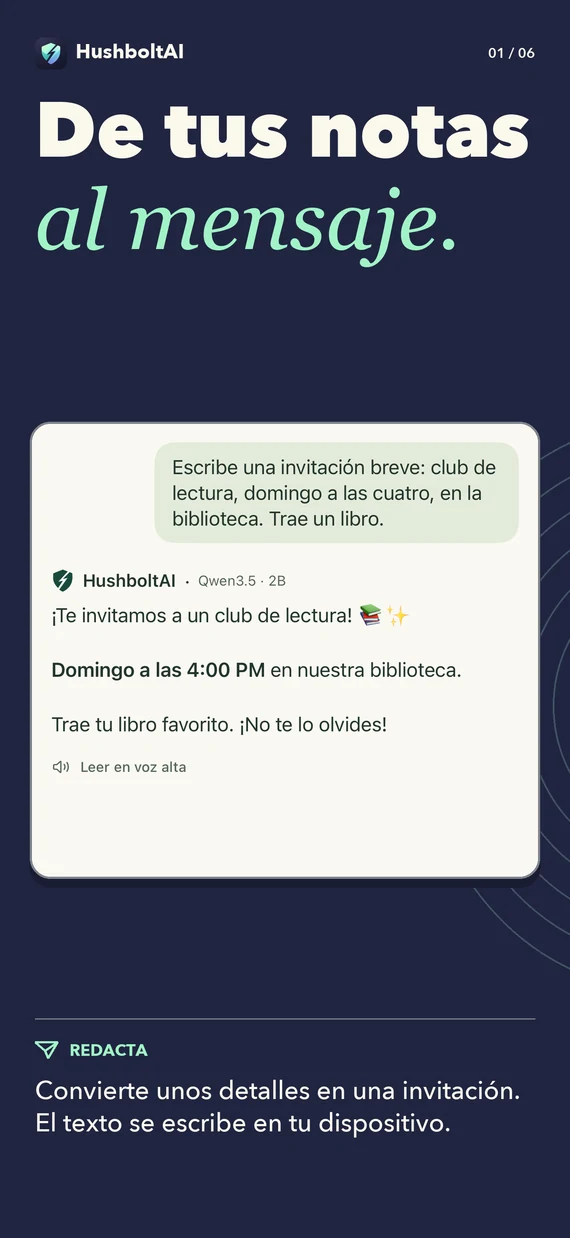 HushboltAI
01 / 06
De tus notas
al mensaje.
Escribe una invitación breve: club de
lectura, domingo a las cuatro, en la
biblioteca. Trae un libro.
HushboltAI · Qwen3.5 · 2B
¡Te invitamos a un club de lectura! 📚✨
Domingo a las 4:00 PM en nuestra biblioteca.
Trae tu libro favorito. ¡No te lo olvides!
Leer en voz alta
REDACTA
Convierte unos detalles en una invitación.
El texto se escribe en tu dispositivo.